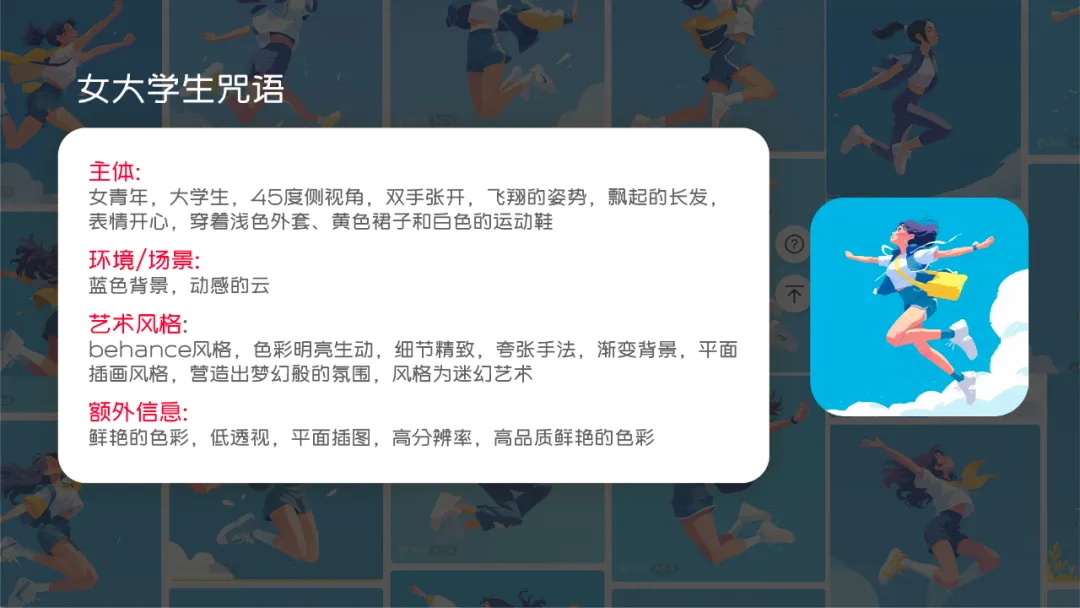 女大学生咒语
主体:
女青年，大学生，45度侧视角，双手张开，飞翔的姿势，飘起的长发，
表情开心，穿着浅色外套、黄色裙子和白色的运动鞋
环境/场景:
蓝色背景，动感的云
艺术风格:
behance风格，色彩明亮生动，细节精致，夸张手法，渐变背景，平面
插画风格，营造出梦幻般的氛围，风格为迷幻艺术
额外信息:
鲜艳的色彩，低透视，平面插图，高分辨率，高品质鲜艳的色彩